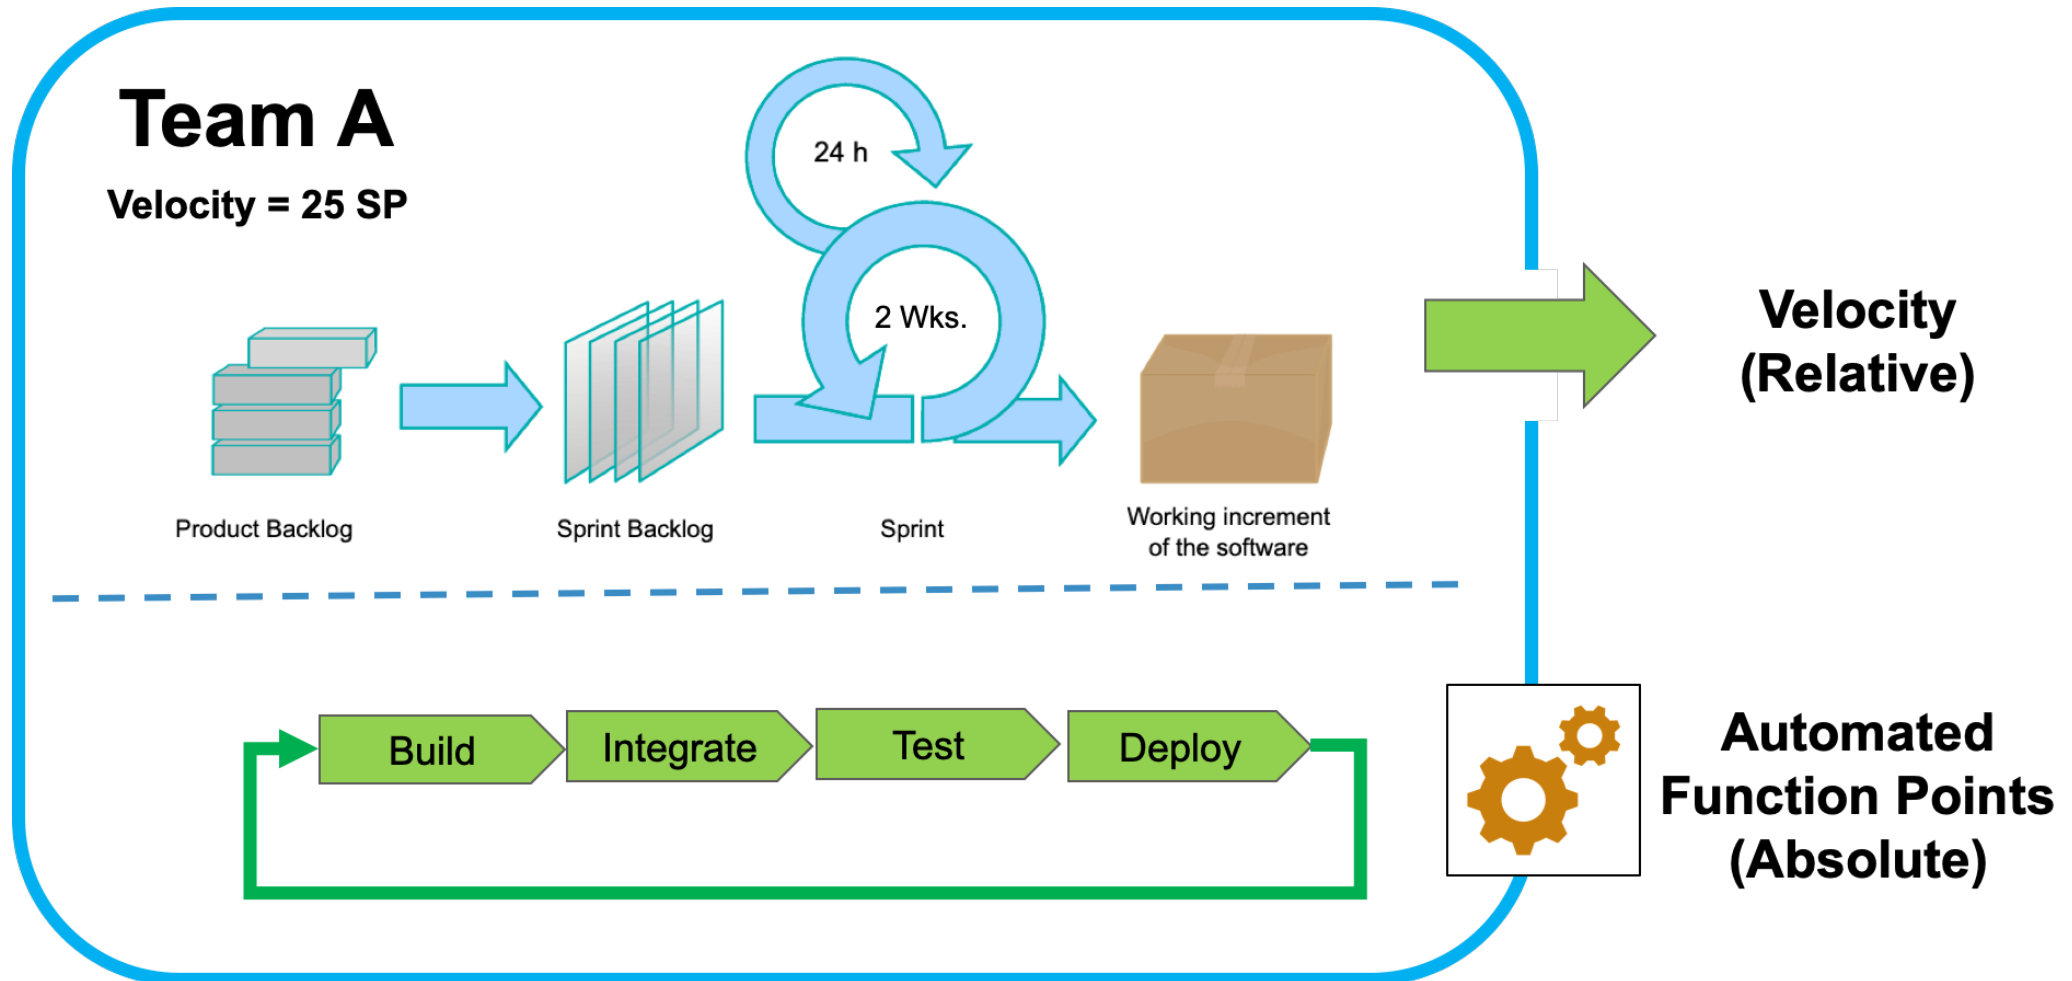 Team A
Velocity = 25 SP
24 h
2 Wks.
Product Backlog
Sprint Backlog
Sprint
Working increment
of the software
Velocity
(Relative)
Build
Integrate
Test
Deploy
Automated
Function Points
(Absolute)